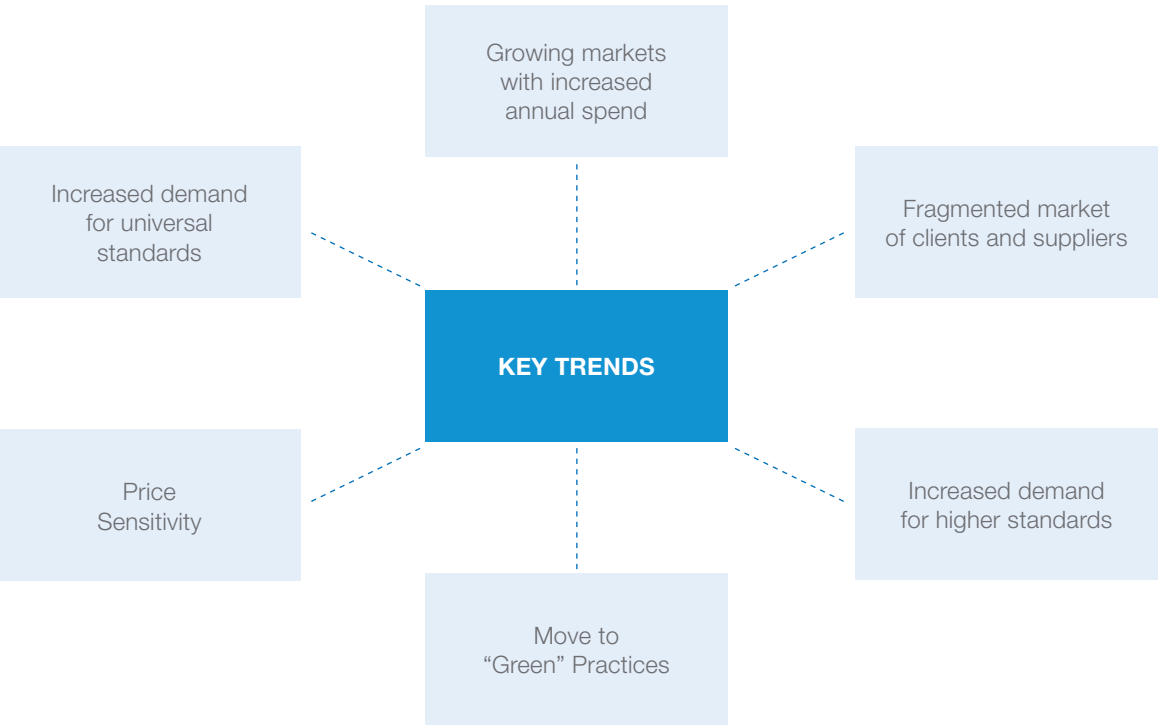 Growing markets
with increased
annual spend
Increased demand
for universal
standards
Fragmented market
of clients and suppliers
KEY TRENDS
Price
Sensitivity
Increased demand
for higher standards
Move to
“Green” Practices